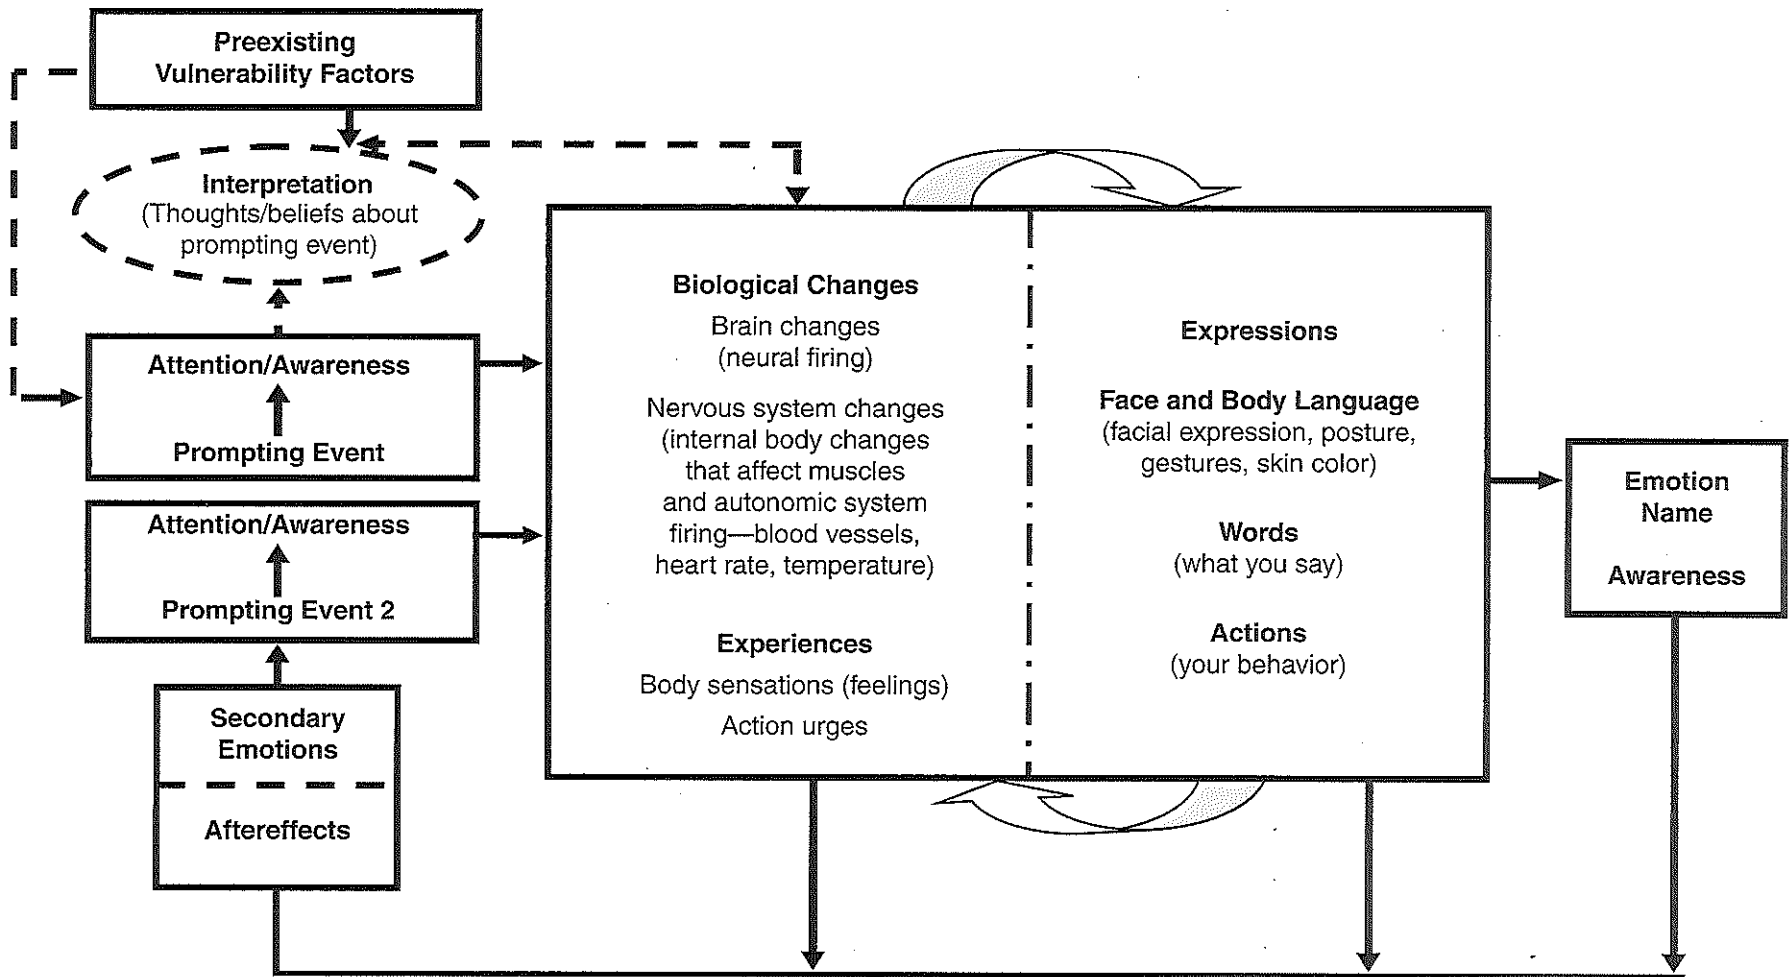 Preexisting
Vulnerability Factors
Interpretation
(Thoughts/beliefs about
prompting event)
Attention/Awareness
Prompting Event
Attention/Awareness
Prompting Event 2
Secondary
Emotions
Aftereffects
Biological Changes
Brain changes
(neural firing)
Nervous system changes
(internal body changes
that affect muscles
and autonomic system
firing—blood vessels,
heart rate, temperature)
Experiences
Body sensations (feelings)
Action urges
Expressions
Face and Body Language
(facial expression, posture,
gestures, skin color)
Words
(what you say)
Actions
(your behavior)
Emotion
Name
Awareness